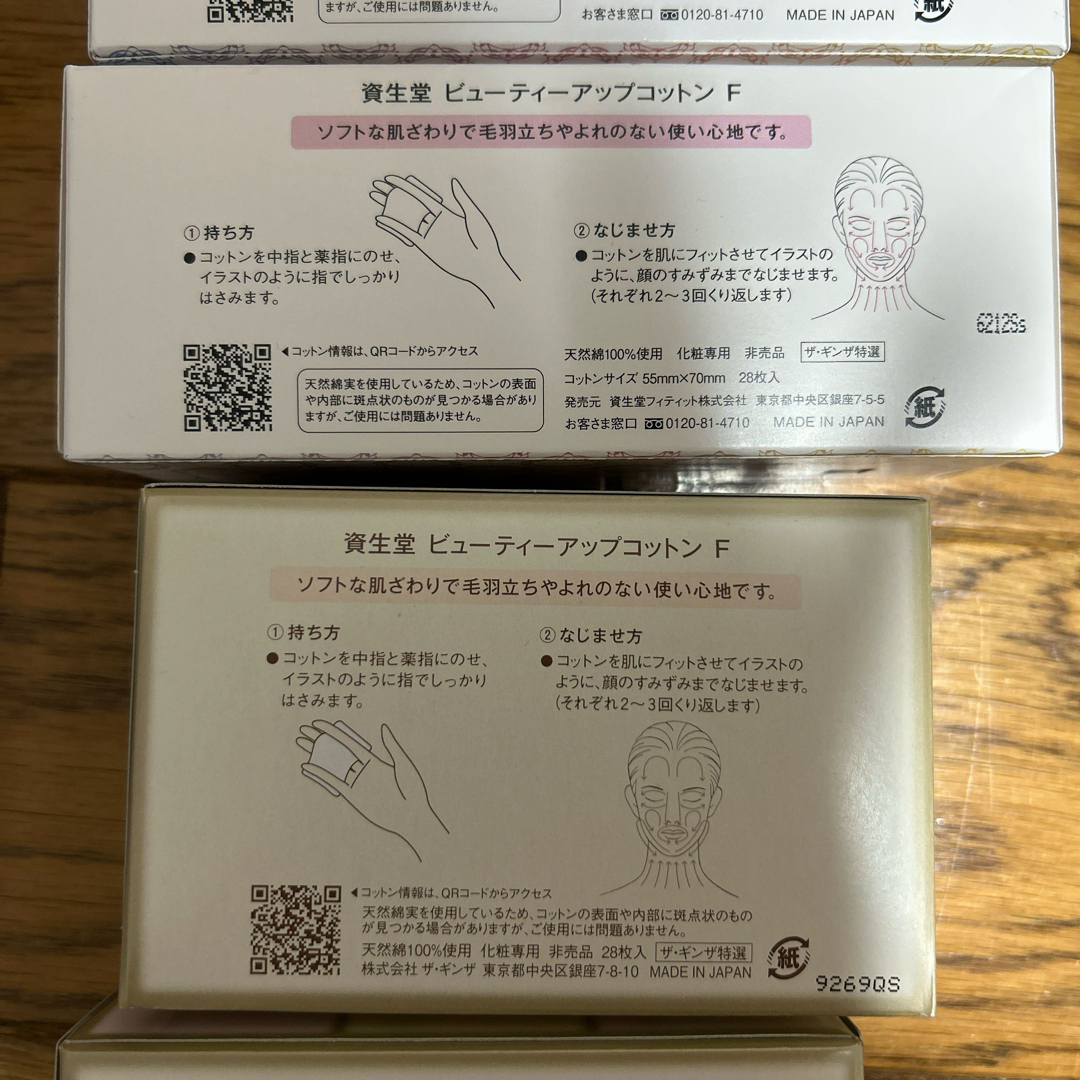 ますが、ご使用には問題ありません。
お客さま窓口 0120-81-4710 MADE IN JAPAN
紙
資生堂 ビューティーアップコットン F
ソフトな肌ざわりで毛羽立ちやよれのない使い心地です。
① 持ち方
●コットンを中指と薬指にのせ、
イラストのように指でしっかり
はさみます。
② なじませ方
●コットンを肌にフィットさせてイラストの
ように、顔のすみずみまでなじませます。
(それぞれ2〜3回くり返します)
6212Ss
◀コットン情報は、QRコードからアクセス
天然綿実を使用しているため、コットンの表面
や内部に斑点状のものが見つかる場合があり
ますが、ご使用には問題ありません。
天然綿100%使用 化粧専用 非売品 ザ・ギンザ特選
コットンサイズ 55mm×70mm 28枚入
発売元 資生堂フィティット株式会社 東京都中央区銀座7-5-5
お客さま窓口 0120-81-4710 MADE IN JAPAN
紙
資生堂 ビューティーアップコットン F
ソフトな肌ざわりで毛羽立ちやよれのない使い心地です。
① 持ち方
●コットンを中指と薬指にのせ、
イラストのように指でしっかり
はさみます。
② なじませ方
●コットンを肌にフィットさせてイラストの
ように、顔のすみずみまでなじませます。
(それぞれ2〜3回くり返します)
◀コットン情報は、QRコードからアクセス
天然綿実を使用しているため、コットンの表面や内部に斑点状のもの
が見つかる場合がありますが、ご使用には問題ありません。
天然綿100%使用 化粧専用 非売品 28枚入 ザ・ギンザ特選
株式会社 ザ・ギンザ 東京都中央区銀座7-8-10 MADE IN JAPAN
紙
9269QS